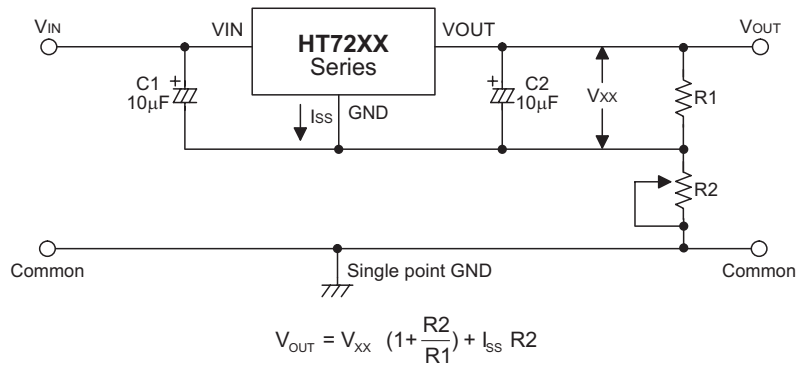 VIN
VIN
HT72XX
Series
VOUT
VOUT
C1
10μF
+
ISS
GND
+
C2
10μF
VXX
R1
R2
Common
Single point GND
Common
VOUT = VXX (1+R2/R1) + ISS R2